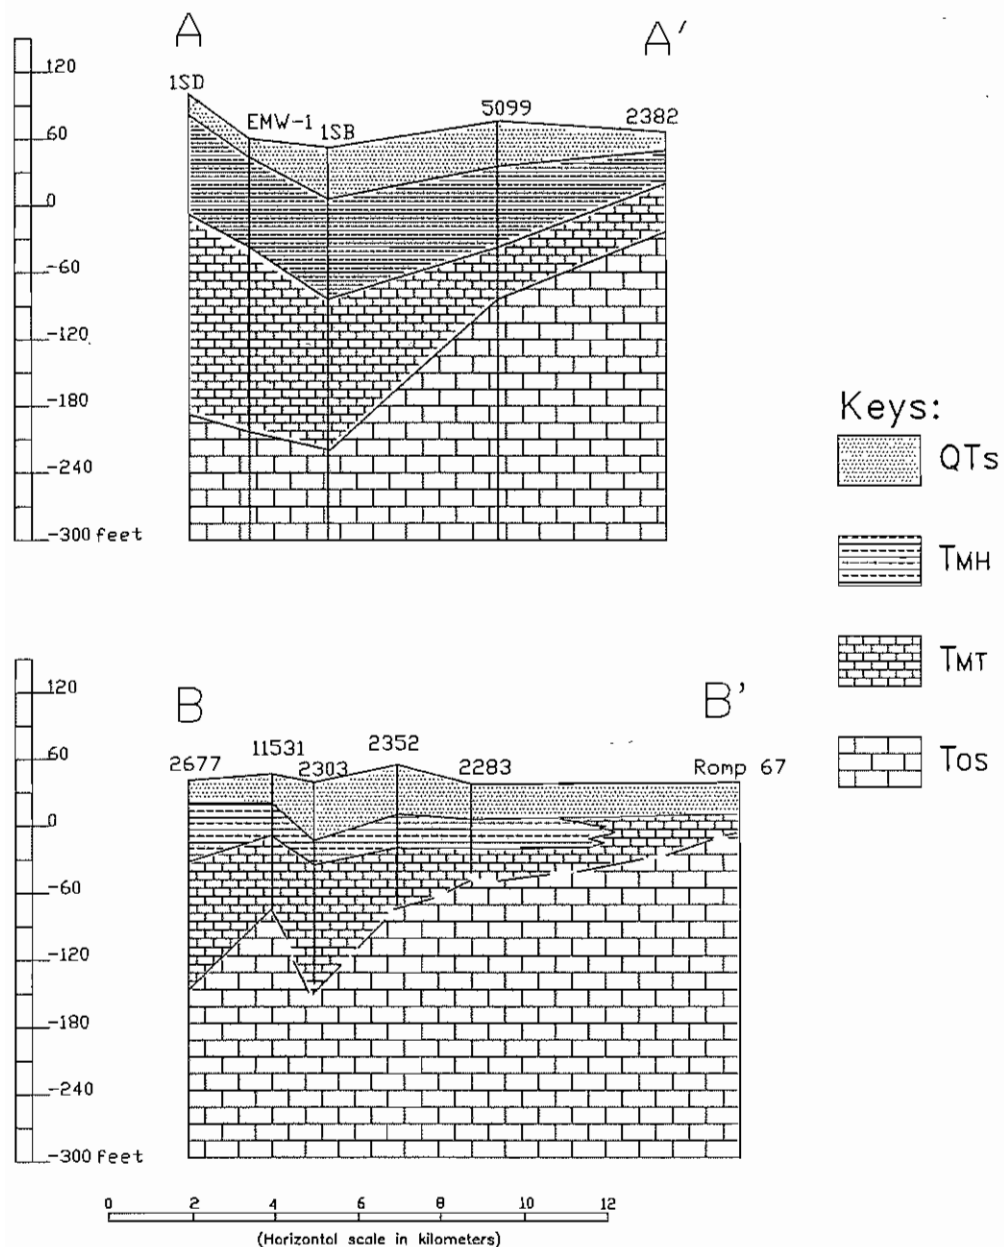 A A'
120
1SD EMW-1 1SB 5099 2382
60
0
-60
-120
-180
-240
-300 feet
Keys:
QTs
TMH
TMT
TOS
B B'
120
60
2677 11531 2303 2352 2283 Romp 67
0
-60
-120
-180
-240
-300 feet
0 2 4 6 8 10 12
(Horizontal scale in kilometers)